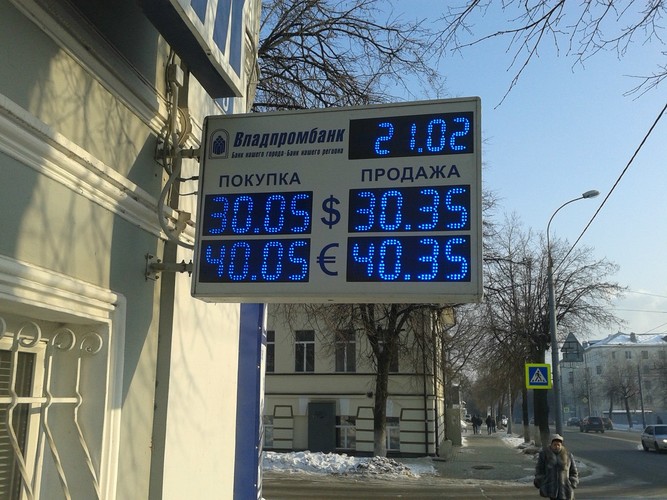 Владпромбанк 21.02
Банк нашего города-Банк нашего региона
ПОКУПКА ПРОДАЖА
30.05 $ 30.35
40.05 € 40.35